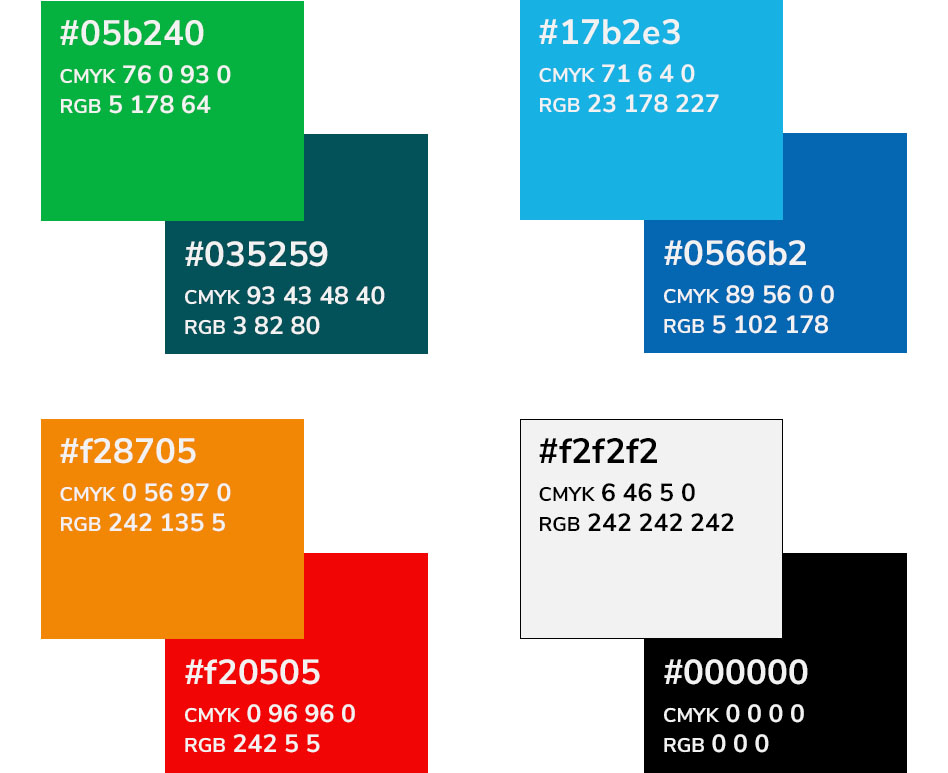 #05b240
CMYK 76 0 93 0
RGB 5 178 64
#035259
CMYK 93 43 48 40
RGB 3 82 80
#17b2e3
CMYK 71 6 4 0
RGB 23 178 227
#0566b2
CMYK 89 56 0 0
RGB 5 102 178
#f28705
CMYK 0 56 97 0
RGB 242 135 5
#f20505
CMYK 0 96 96 0
RGB 242 5 5
#f2f2f2
CMYK 6 46 5 0
RGB 242 242 242
#000000
CMYK 0 0 0 0
RGB 0 0 0